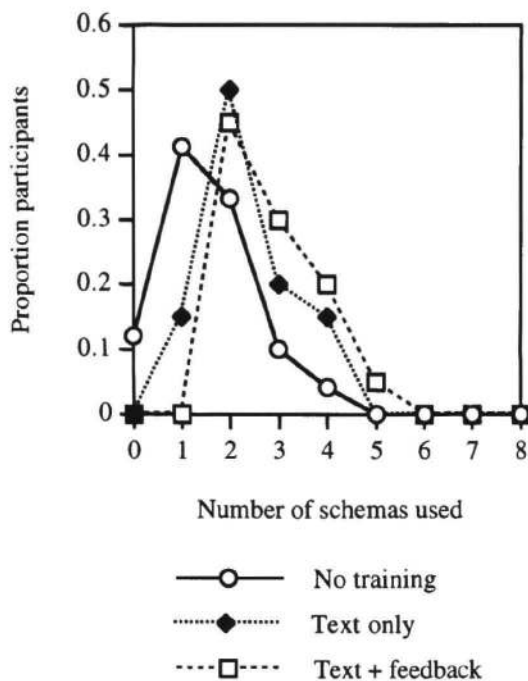 0.6
0.5
0.4
0.3
0.2
0.1
0
Proportion participants
0 1 2 3 4 5 6 7 8
Number of schemas used
No training
Text only
Text + feedback